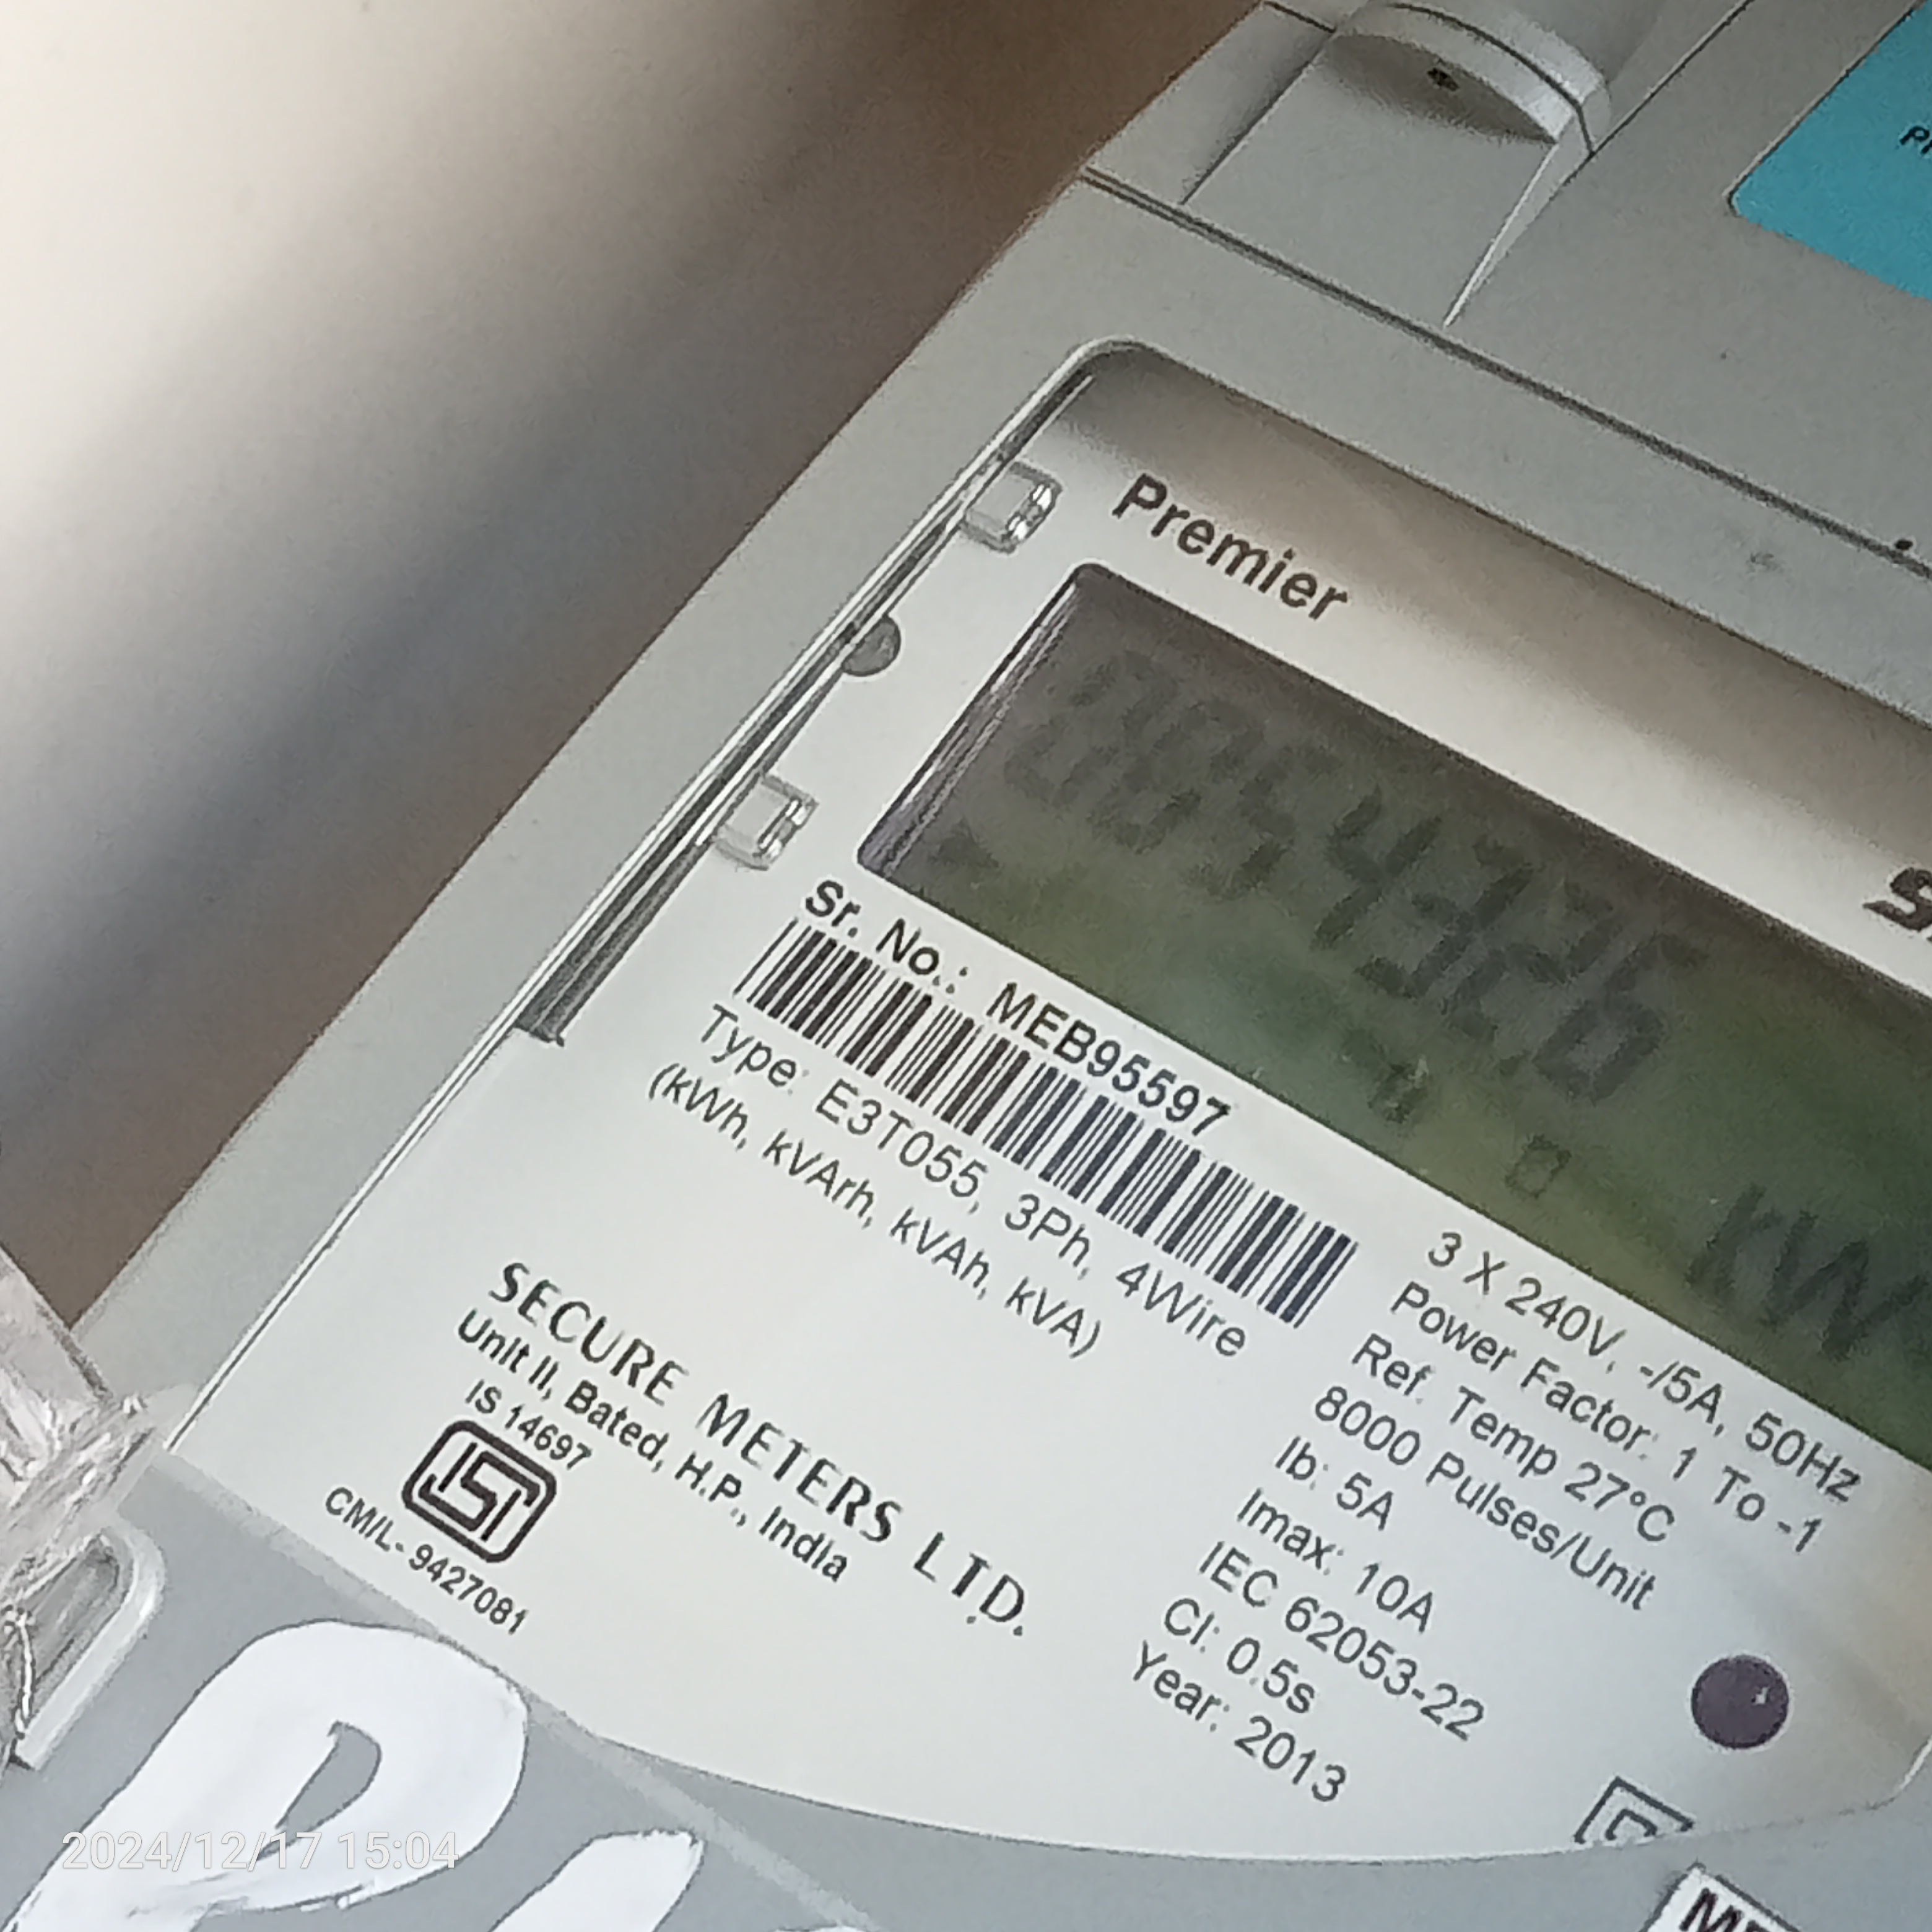 Premier
Sr. No.: MEB95597
Type: E3T055, 3Ph, 4Wire
(kWh, kVArh, kVAh, kVA)
SECURE METERS LTD.
Unit II, Bated, H.P., India
IS 14697
ISI
CM/L- 9427081
3 X 240V, -/5A, 50Hz
Power Factor: 1 To -1
Ref. Temp 27°C
8000 Pulses/Unit
Ib: 5A
Imax: 10A
IEC 62053-22
Cl: 0.5s
Year: 2013
2024/12/17 15:04